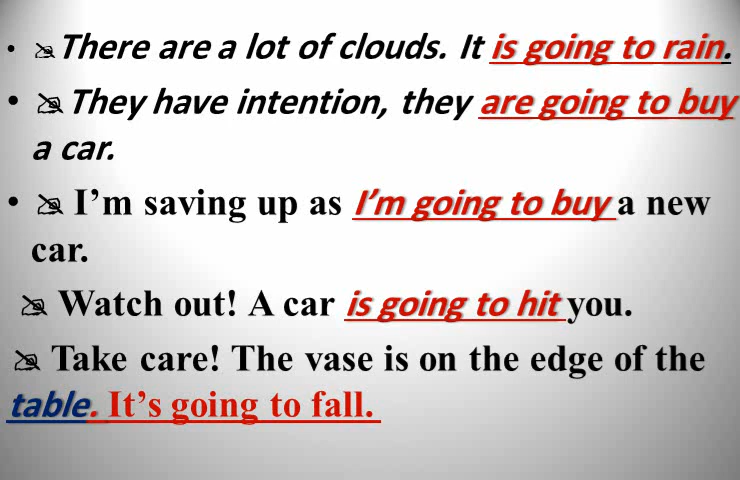 • There are a lot of clouds. It is going to rain.
• They have intention, they are going to buy
a car.
• I’m saving up as I’m going to buy a new
car.
Watch out! A car is going to hit you.
Take care! The vase is on the edge of the
table. It’s going to fall.